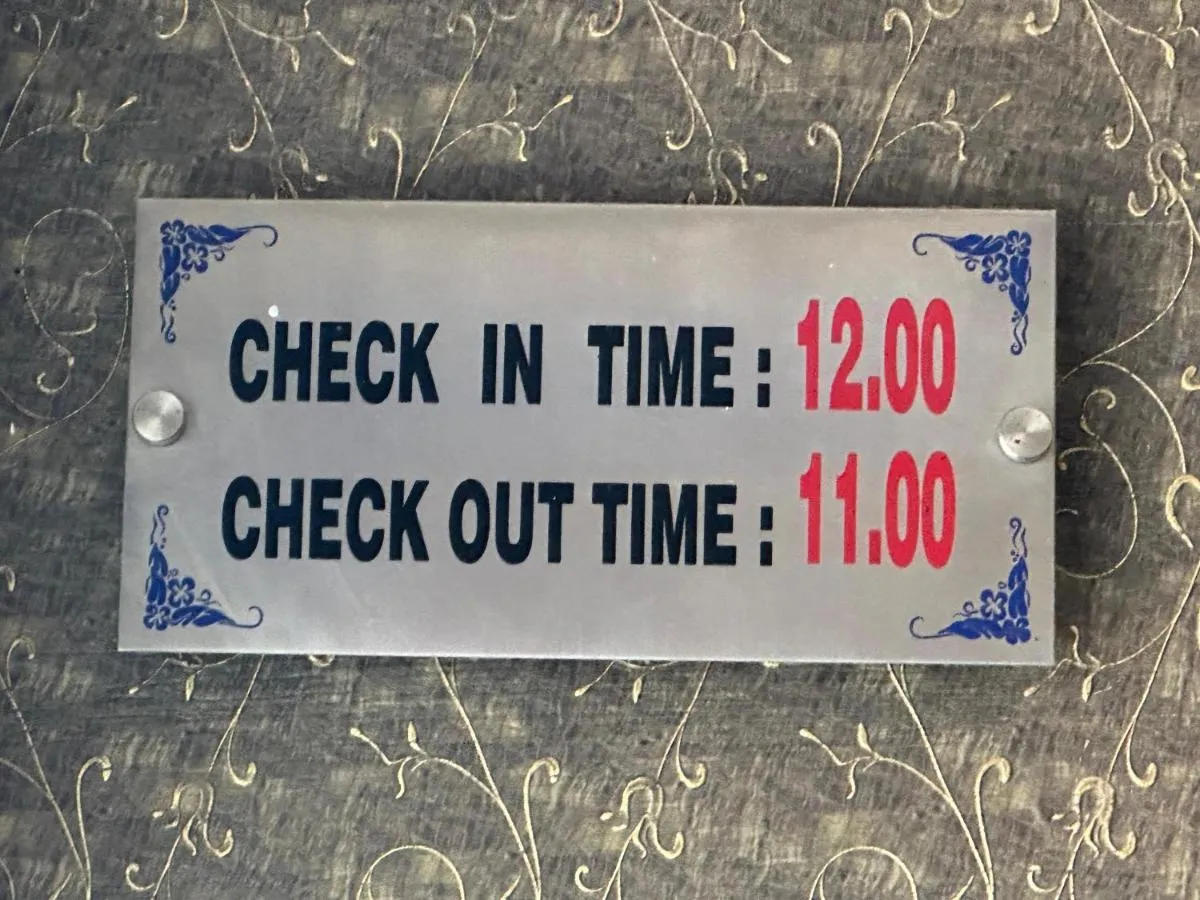 CHECK IN TIME : 12.00
CHECK OUT TIME : 11.00